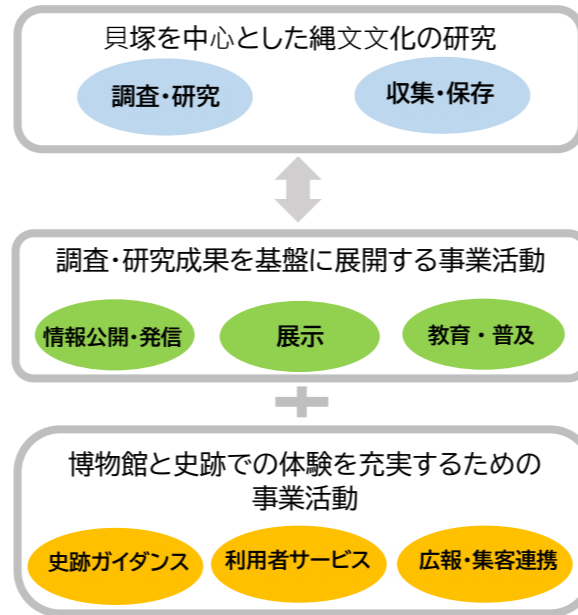 貝塚を中心とした縄文文化の研究
調査・研究
収集・保存
調査・研究成果を基盤に展開する事業活動
情報公開・発信
展示
教育・普及
博物館と史跡での体験を充実するための
事業活動
史跡ガイダンス
利用者サービス
広報・集客連携